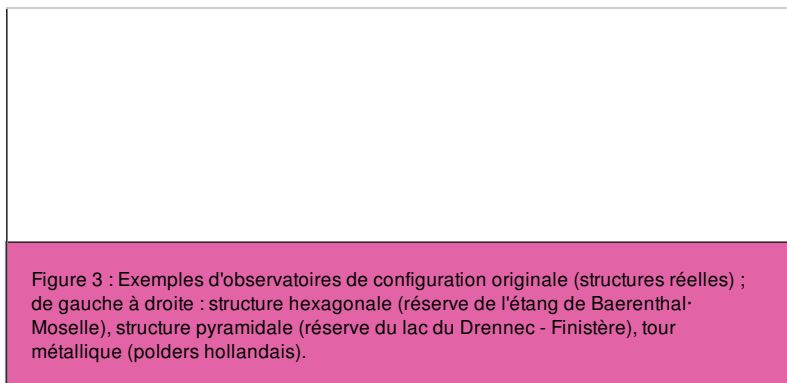 Figure 3 : Exemples d'observatoires de configuration originale (structures réelles) ;
de gauche à droite : structure hexagonale (réserve de l'étang de Baerenthal·
Moselle), structure pyramidale (réserve du lac du Drennec - Finistère), tour
métallique (polders hollandais).